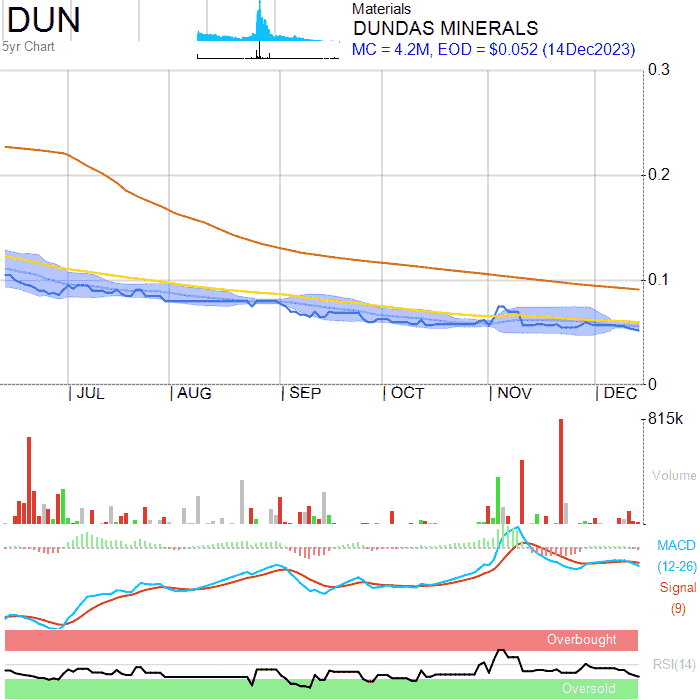 DUN
5yr Chart
Materials
DUNDAS MINERALS
MC = 4.2M, EOD = $0.052 (14Dec2023)
0.3
0.2
0.1
0
| JUL | AUG | SEP | OCT | NOV | DEC
815k
Volume
MACD
(12-26)
Signal
(9)
Overbought
RSI(14)
Oversold